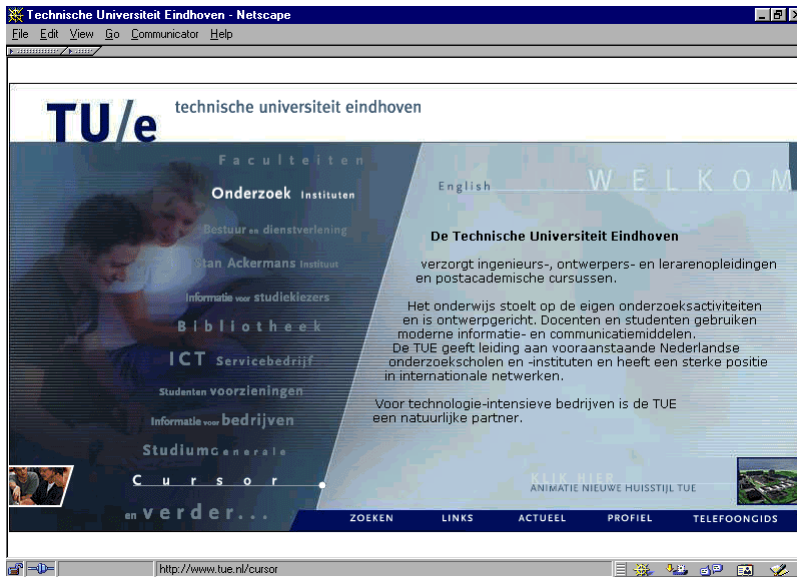 Technische Universiteit Eindhoven - Netscape
File Edit View Go Communicator Help
TU/e technische universiteit eindhoven
Faculteiten
Onderzoek Instituten
Bestuur en dienstverlening
Stan Ackermans Instituut
Informatie voor studiekiezers
Bibliotheek
ICT Servicebedrijf
Studenten voorzieningen
Informatie voor bedrijven
Studium Generale
Cursor
en verder...
English WELKOM
De Technische Universiteit Eindhoven
verzorgt ingenieurs-, ontwerpers- en lerarenopleidingen
en postacademische cursussen.
Het onderwijs stoelt op de eigen onderzoeksactiviteiten
en is ontwerpgericht. Docenten en studenten gebruiken
moderne informatie- en communicatiemiddelen.
De TUE geeft leiding aan vooraanstaande Nederlandse
onderzoekscholen en -instituten en heeft een sterke positie
in internationale netwerken.
Voor technologie-intensieve bedrijven is de TUE
een natuurlijke partner.
KLIK HIER
ANIMATIE NIEUWE HUISSTIJL TUE
ZOEKEN LINKS ACTUEEL PROFIEL TELEFOONGIDS
http://www.tue.nl/cursor